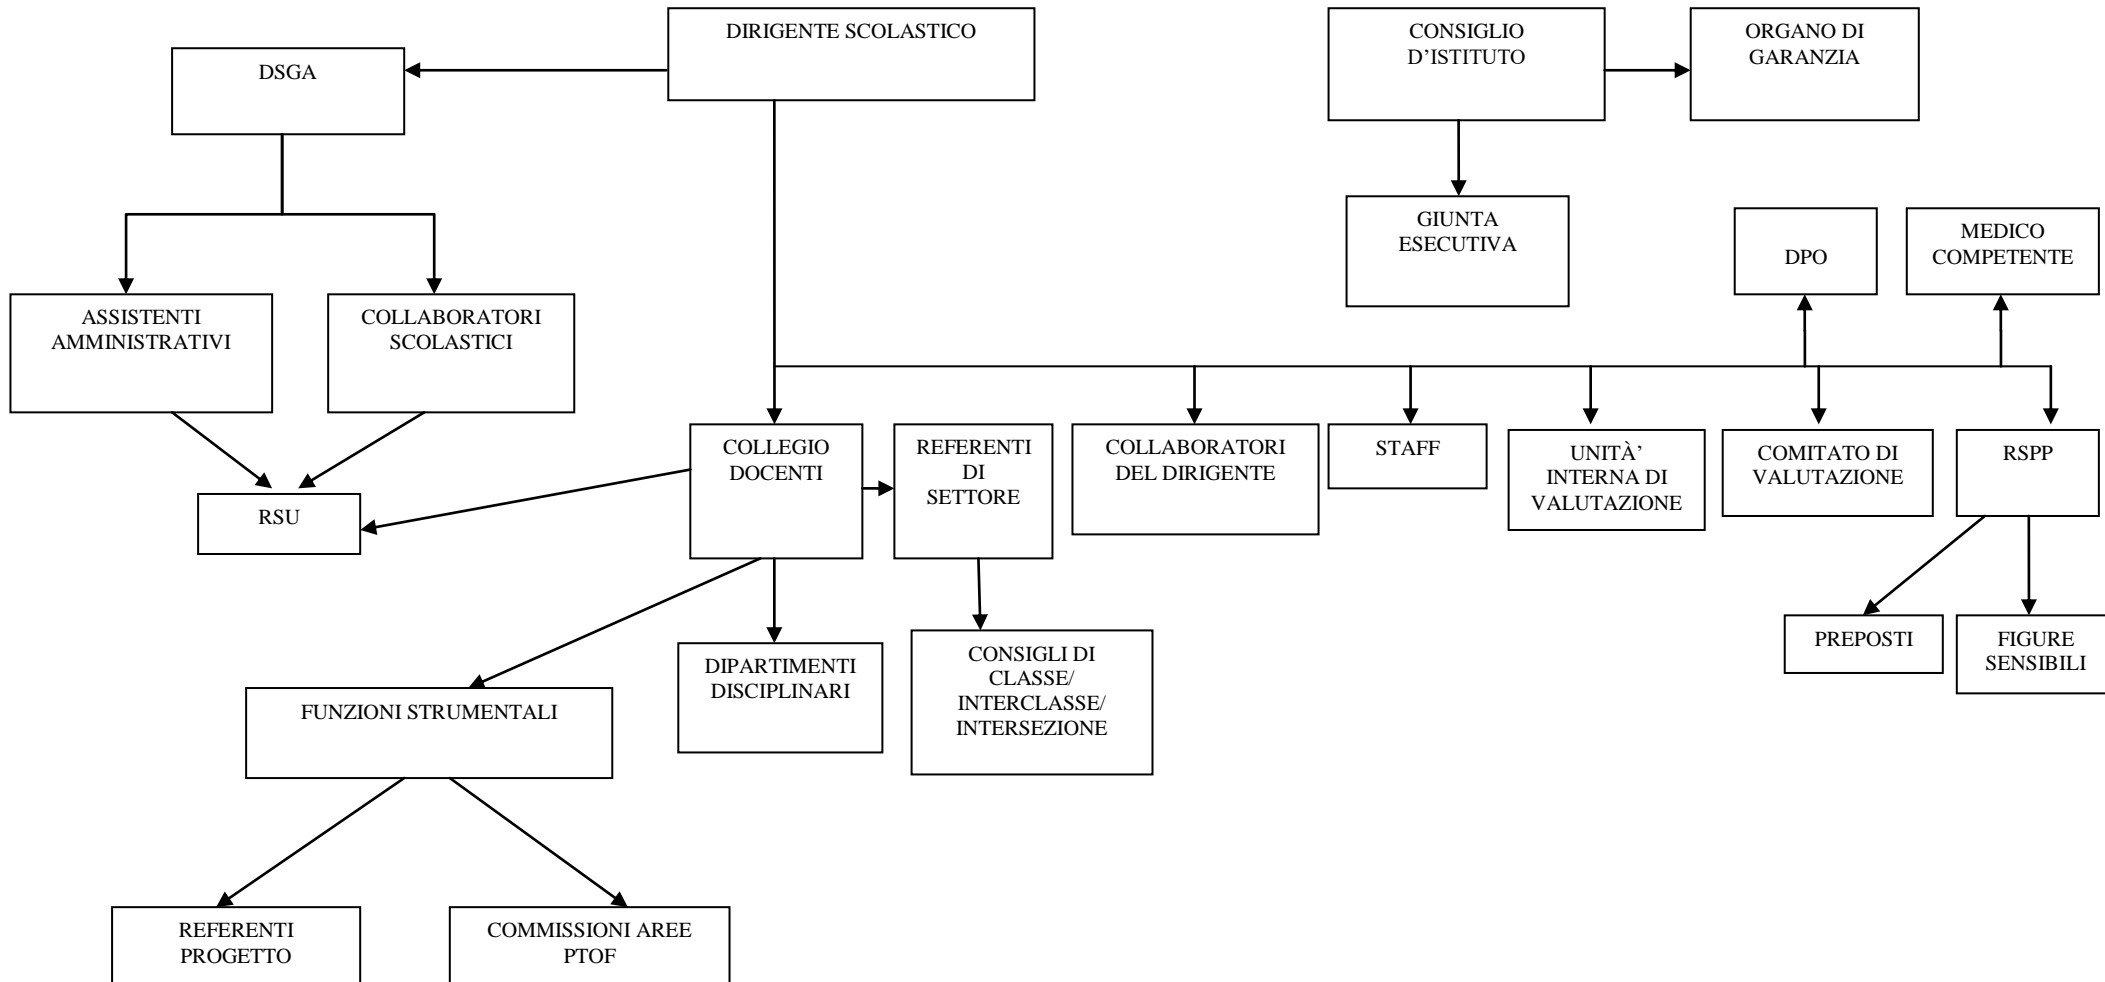 DIRIGENTE SCOLASTICO
CONSIGLIO
D’ISTITUTO
ORGANO DI
GARANZIA
DSGA
GIUNTA
ESECUTIVA
DPO
MEDICO
COMPETENTE
ASSISTENTI
AMMINISTRATIVI
COLLABORATORI
SCOLASTICI
COLLEGIO
DOCENTI
REFERENTI
DI
SETTORE
COLLABORATORI
DEL DIRIGENTE
STAFF
UNITÀ’
INTERNA DI
VALUTAZIONE
COMITATO DI
VALUTAZIONE
RSPP
RSU
PREPOSTI
FIGURE
SENSIBILI
DIPARTIMENTI
DISCIPLINARI
CONSIGLI DI
CLASSE/
INTERCLASSE/
INTERSEZIONE
FUNZIONI STRUMENTALI
REFERENTI
PROGETTO
COMMISSIONI AREE
PTOF